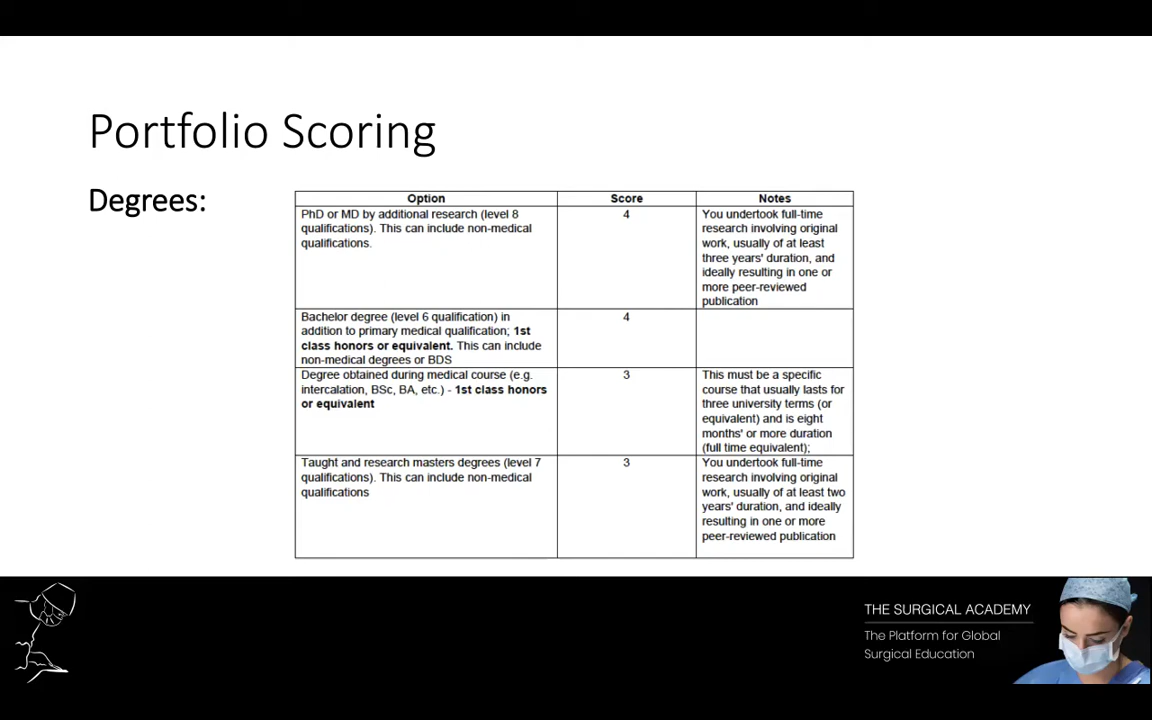 Portfolio Scoring
Degrees:
Option Score Notes
PhD or MD by additional research (level 8
qualifications). This can include non-medical
qualifications.
4
You undertook full-time
research involving original
work, usually of at least
three years' duration, and
ideally resulting in one or
more peer-reviewed
publication
Bachelor degree (level 6 qualification) in
addition to primary medical qualification; 1st
class honors or equivalent. This can include
non-medical degrees or BDS
4
Degree obtained during medical course (e.g.
intercalation, BSc, BA, etc.) - 1st class honors
or equivalent
3
This must be a specific
course that usually lasts for
three university terms (or
equivalent) and is eight
months' or more duration
(full time equivalent);
Taught and research masters degrees (level 7
qualifications). This can include non-medical
qualifications
3
You undertook full-time
research involving original
work, usually of at least two
years' duration, and ideally
resulting in one or more
peer-reviewed publication
THE SURGICAL ACADEMY
The Platform for Global
Surgical Education